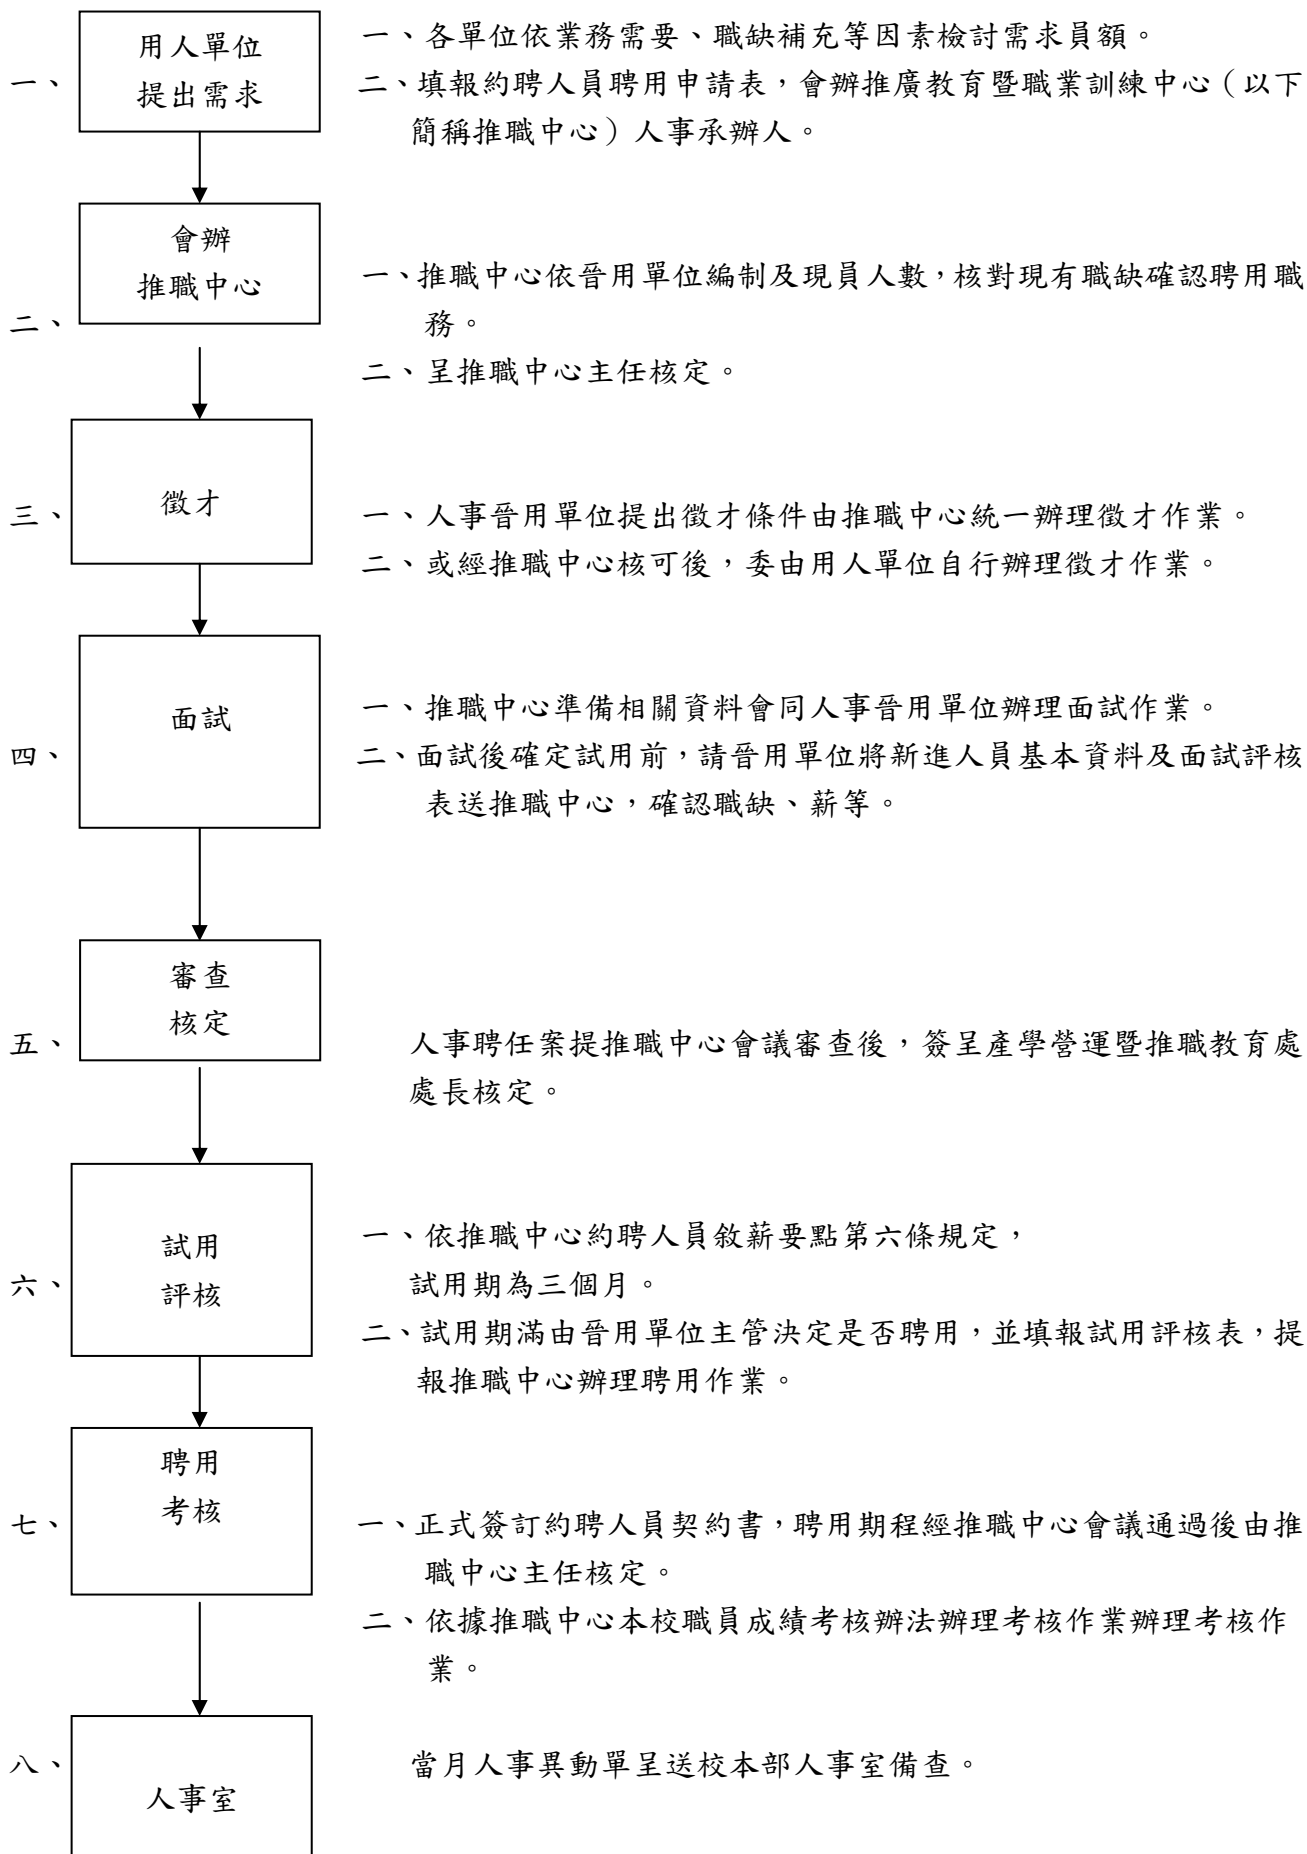 一、
用人單位
提出需求
一、各單位依業務需要、職缺補充等因素檢討需求員額。
二、填報約聘人員聘用申請表，會辦推廣教育暨職業訓練中心（以下
簡稱推職中心）人事承辦人。
二、
會辦
推職中心
一、推職中心依晉用單位編制及現員人數，核對現有職缺確認聘用職
務。
二、呈推職中心主任核定。
三、
徵才
一、人事晉用單位提出徵才條件由推職中心統一辦理徵才作業。
二、或經推職中心核可後，委由用人單位自行辦理徵才作業。
四、
面試
一、推職中心準備相關資料會同人事晉用單位辦理面試作業。
二、面試後確定試用前，請晉用單位將新進人員基本資料及面試評核
表送推職中心，確認職缺、薪等。
五、
審查
核定
人事聘任案提推職中心會議審查後，簽呈產學營運暨推職教育處
處長核定。
六、
試用
評核
一、依推職中心約聘人員敘薪要點第六條規定，
試用期為三個月。
二、試用期滿由晉用單位主管決定是否聘用，並填報試用評核表，提
報推職中心辦理聘用作業。
七、
聘用
考核
一、正式簽訂約聘人員契約書，聘用期程經推職中心會議通過後由推
職中心主任核定。
二、依據推職中心本校職員成績考核辦法辦理考核作業辦理考核作
業。
八、
人事室
當月人事異動單呈送校本部人事室備查。